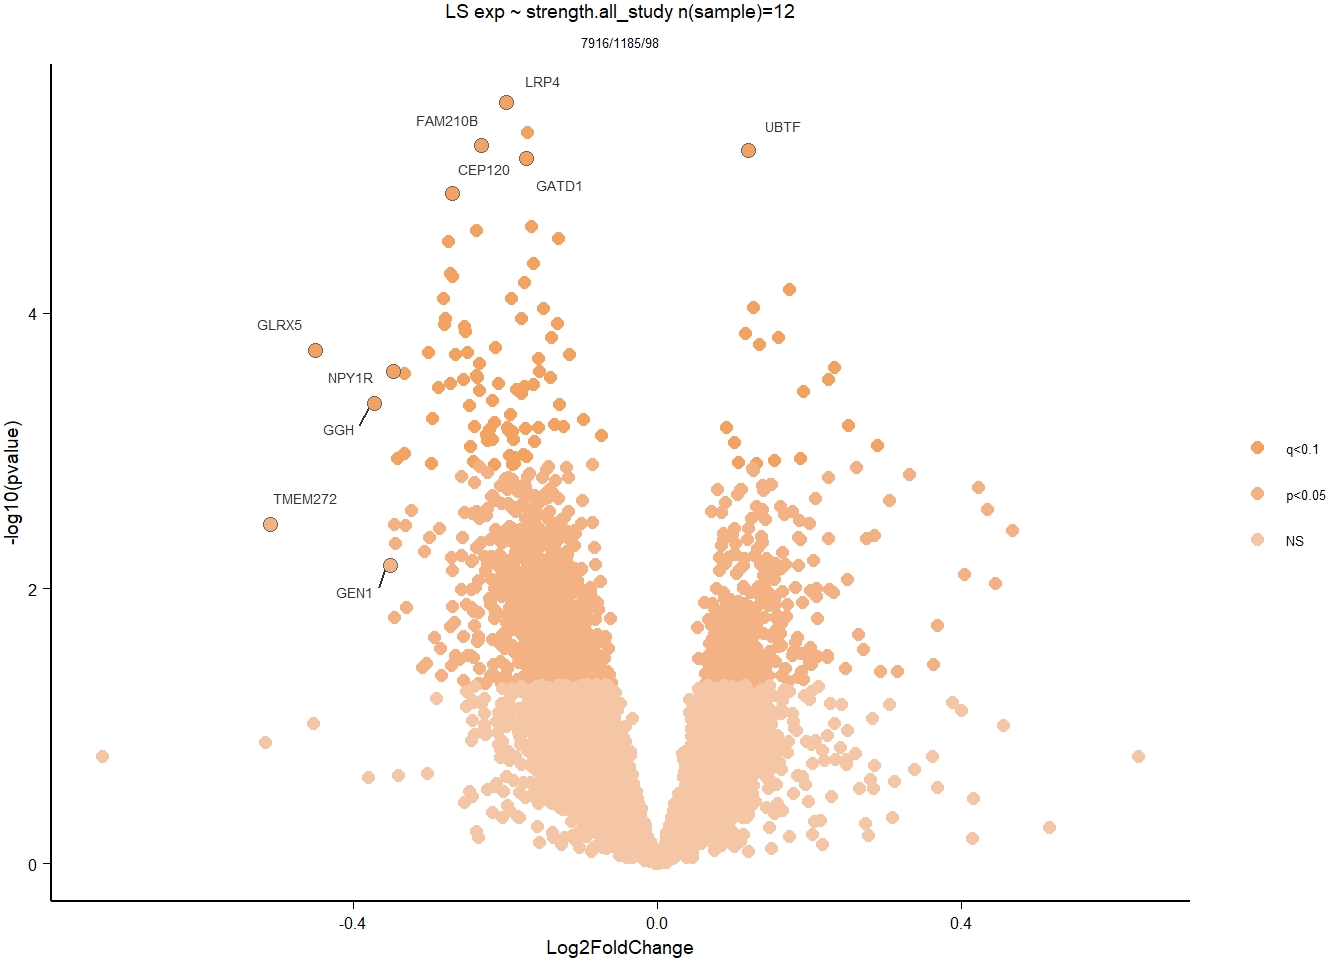 LS exp ~ strength.all_study n(sample)=12
7916/1185/98
LRP4
FAM210B
UBTF
CEP120
GATD1
4
GLRX5
NPY1R
GGH
-log10(pvalue)
q<0.1
TMEM272
p<0.05
NS
2
GEN1
0
-0.4
0.0
0.4
Log2FoldChange